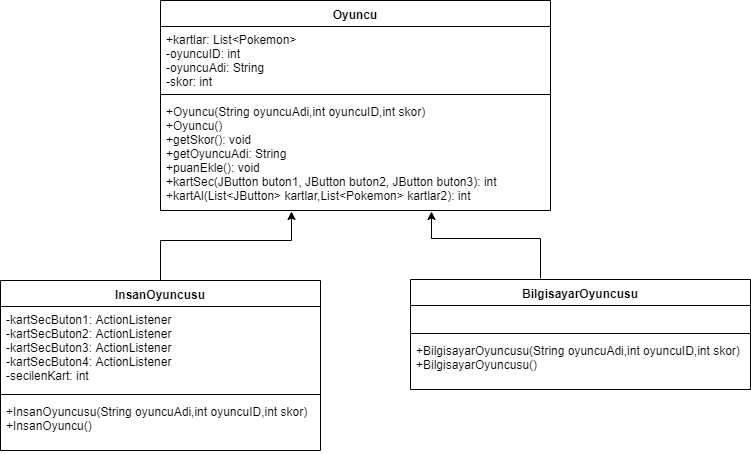 Oyuncu
+kartlar: List<Pokemon>
-oyuncuID: int
-oyuncuAdi: String
-skor: int
+Oyuncu(String oyuncuAdi,int oyuncuID,int skor)
+Oyuncu()
+getSkor(): void
+getOyuncuAdi: String
+puanEkle(): void
+kartSec(JButton buton1, JButton buton2, JButton buton3): int
+kartAl(List<JButton> kartlar,List<Pokemon> kartlar2): int
InsanOyuncusu
-kartSecButon1: ActionListener
-kartSecButon2: ActionListener
-kartSecButon3: ActionListener
-kartSecButon4: ActionListener
-secilenKart: int
+InsanOyuncusu(String oyuncuAdi,int oyuncuID,int skor)
+InsanOyuncu()
BilgisayarOyuncusu
+BilgisayarOyuncusu(String oyuncuAdi,int oyuncuID,int skor)
+BilgisayarOyuncusu()